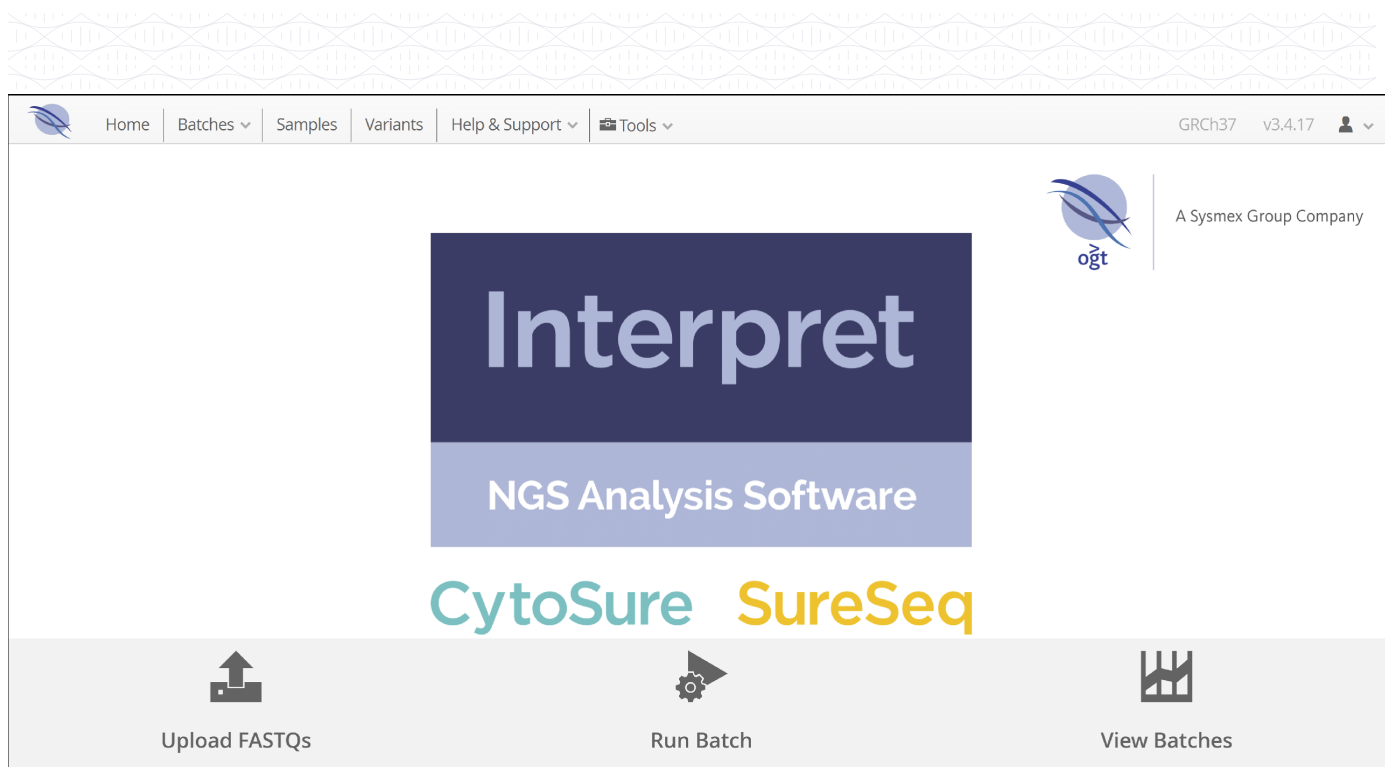 Home Batches Samples Variants Help & Support Tools GRCh37 v3.4.17
ogt
A Sysmex Group Company
Interpret
NGS Analysis Software
CytoSure SureSeq
Upload FASTQs Run Batch View Batches